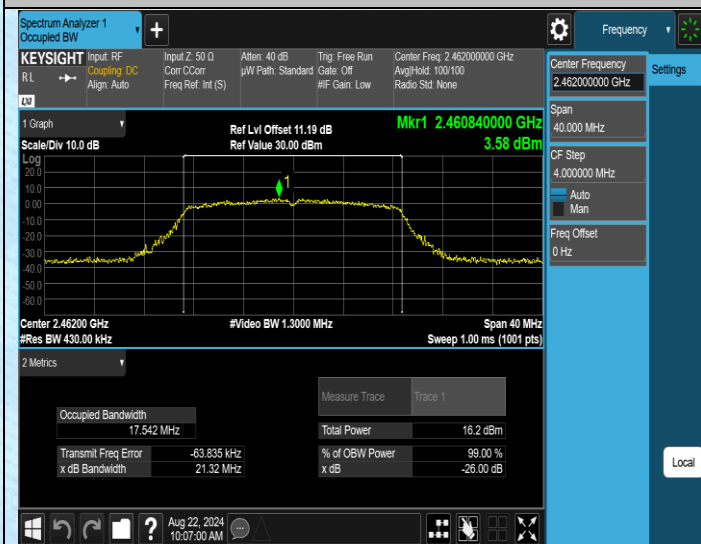 Spectrum Analyzer 1
Occupied BW
+
Frequency
KEYSIGHT
R L
LXI
Input: RF
Coupling: DC
Align: Auto
Input Z: 50 Ω
Corr CCorr
Freq Ref: Int (S)
Atten: 40 dB
µW Path: Standard
Trig: Free Run
Gate: Off
#IF Gain: Low
Center Freq: 2.462000000 GHz
Avg|Hold: 100/100
Radio Std: None
Center Frequency
2.462000000 GHz
Settings
Span
40.000 MHz
CF Step
4.000000 MHz
Auto
Man
Freq Offset
0 Hz
1 Graph
Scale/Div 10.0 dB
Ref Lvl Offset 11.19 dB
Ref Value 30.00 dBm
Mkr1 2.460840000 GHz
3.58 dBm
Log
20.0
10.0
0.00
-10.0
-20.0
-30.0
-40.0
-50.0
-60.0
1
Center 2.46200 GHz
#Res BW 430.00 kHz
#Video BW 1.3000 MHz
Span 40 MHz
Sweep 1.00 ms (1001 pts)
2 Metrics
Measure Trace
Trace 1
Occupied Bandwidth
17.542 MHz
Total Power
16.2 dBm
Transmit Freq Error
-63.835 kHz
% of OBW Power
99.00 %
x dB Bandwidth
21.32 MHz
x dB
-26.00 dB
Local
?
Aug 22, 2024
10:07:00 AM